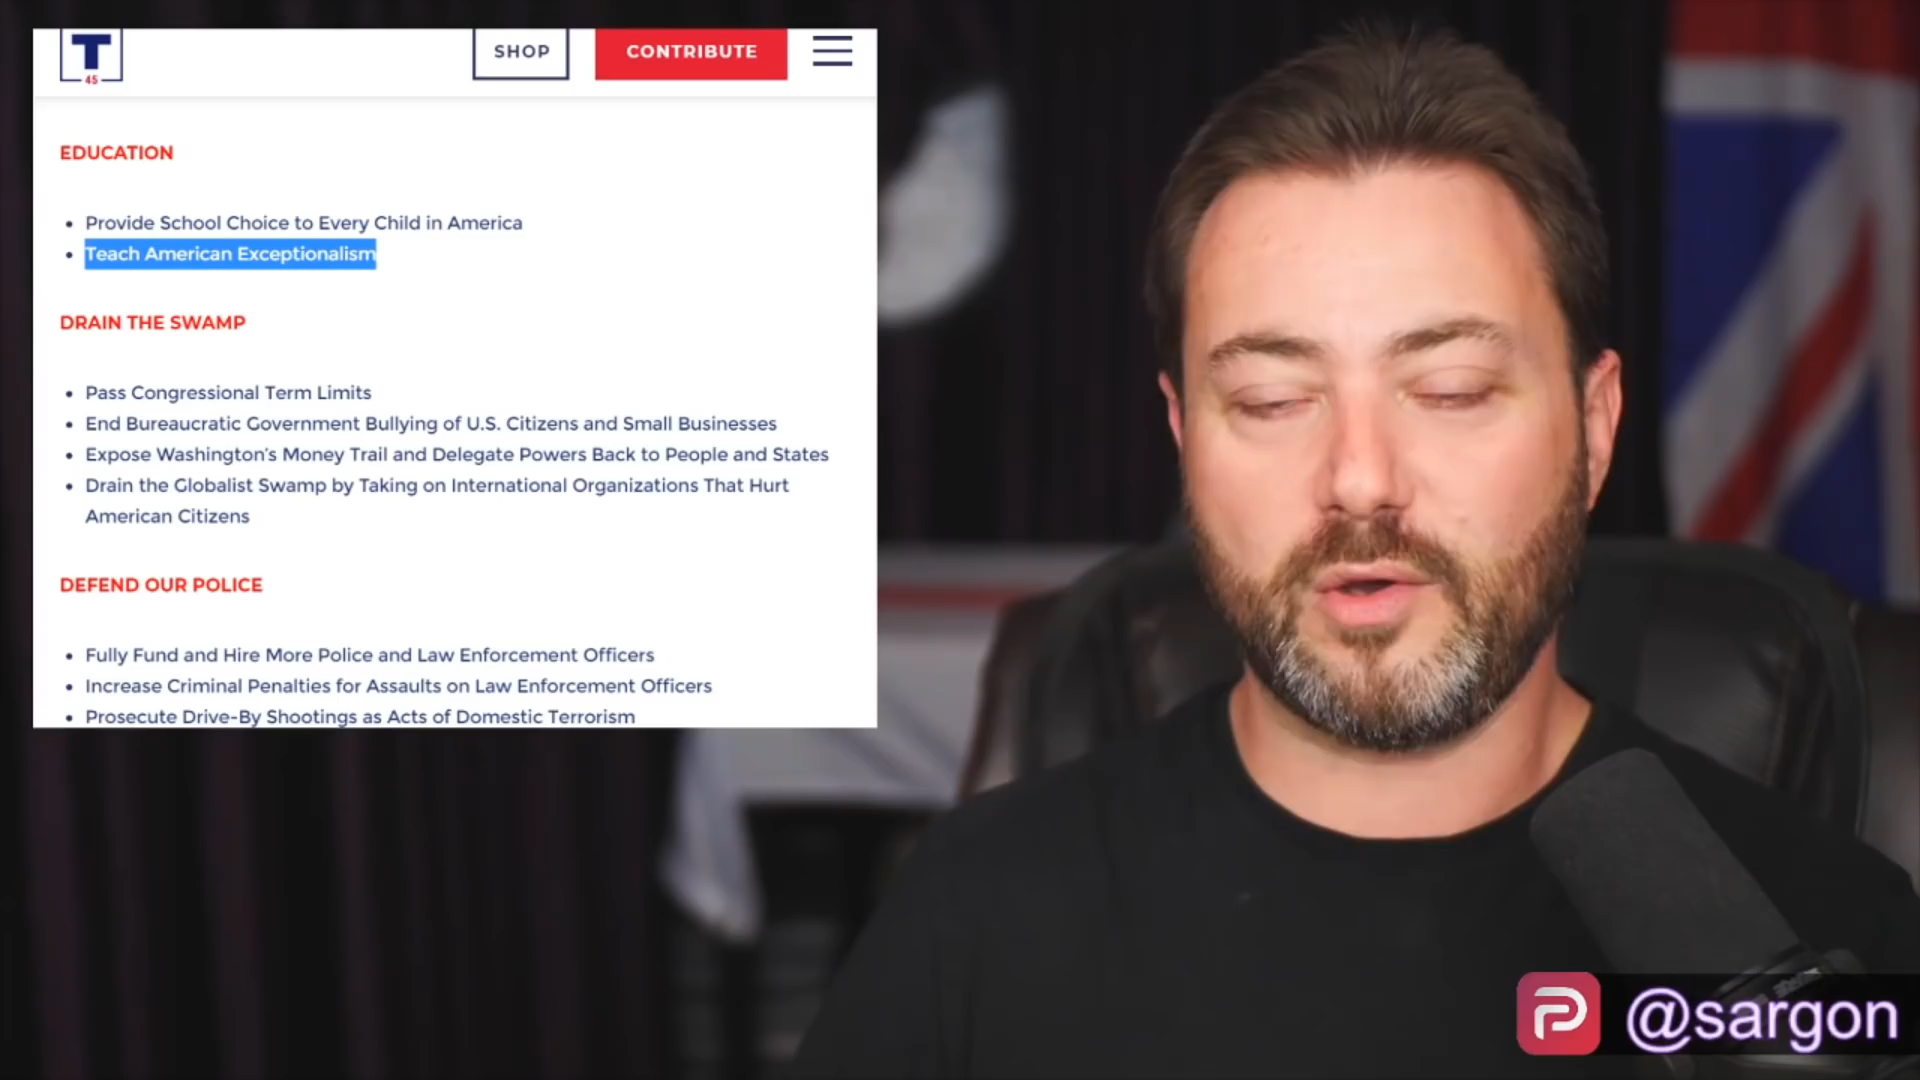 T
45
SHOP
CONTRIBUTE
EDUCATION
Provide School Choice to Every Child in America
Teach American Exceptionalism
DRAIN THE SWAMP
Pass Congressional Term Limits
End Bureaucratic Government Bullying of U.S. Citizens and Small Businesses
Expose Washington's Money Trail and Delegate Powers Back to People and States
Drain the Globalist Swamp by Taking on International Organizations That Hurt
American Citizens
DEFEND OUR POLICE
Fully Fund and Hire More Police and Law Enforcement Officers
Increase Criminal Penalties for Assaults on Law Enforcement Officers
Prosecute Drive-By Shootings as Acts of Domestic Terrorism
@sargon